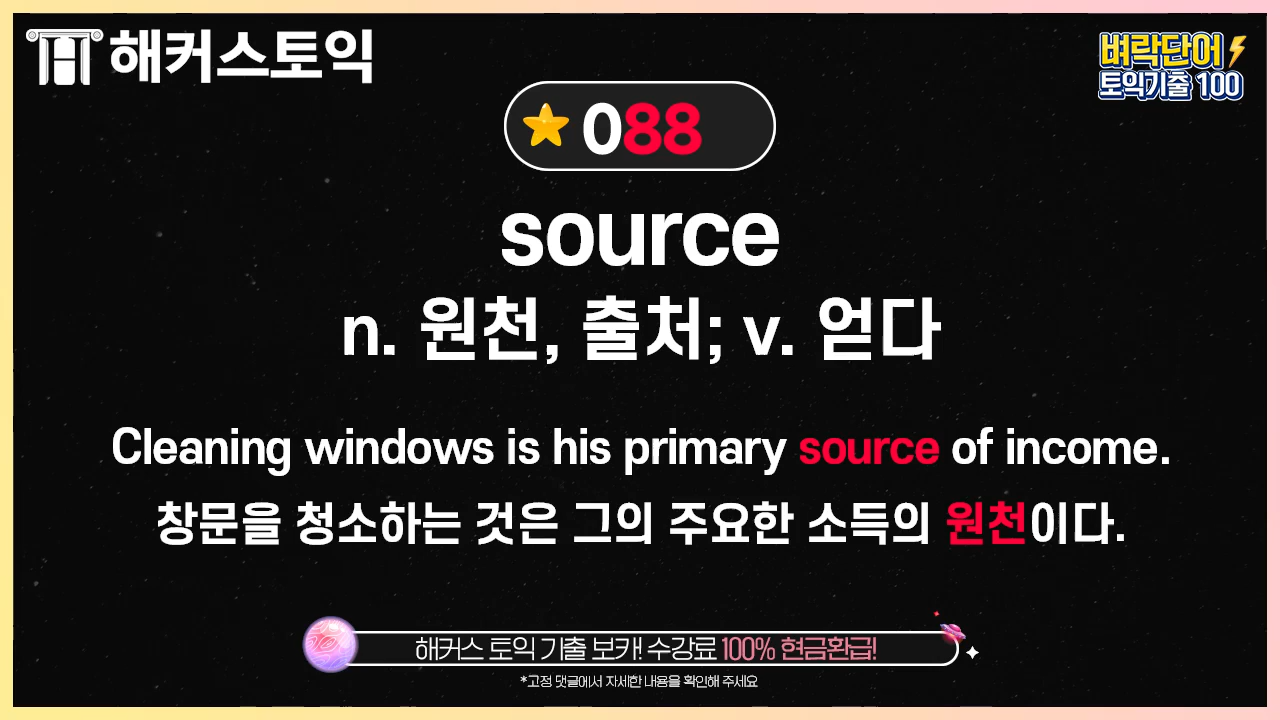 해커스토익
벼락단어
토익기출 100
088
source
n. 원천, 출처; v. 얻다
Cleaning windows is his primary source of income.
창문을 청소하는 것은 그의 주요한 소득의 원천이다.
해커스 토익 기출 보카! 수강료 100% 현금환급!
*고정 댓글에서 자세한 내용을 확인해 주세요